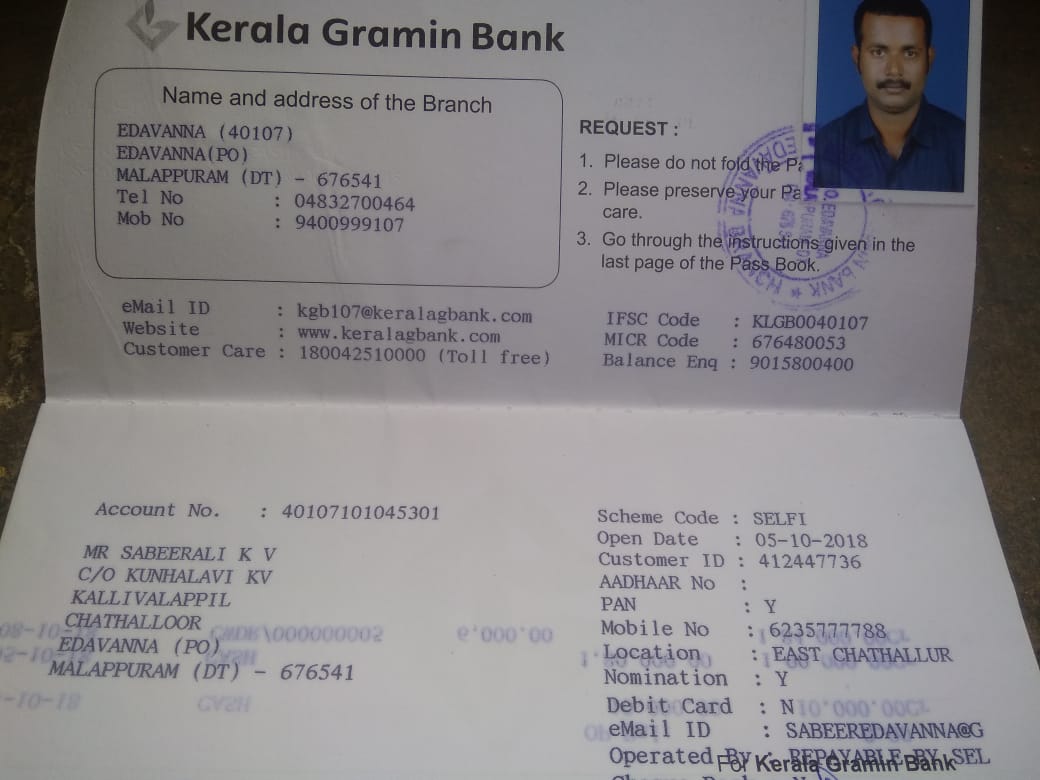 Kerala Gramin Bank
Name and address of the Branch
EDAVANNA (40107)
EDAVANNA(PO)
MALAPPURAM (DT) - 676541
Tel No : 04832700464
Mob No : 9400999107
eMail ID : kgb107@keralagbank.com
Website : www.keralagbank.com
Customer Care : 180042510000 (Toll free)
REQUEST :
1. Please do not fold the Pa
2. Please preserve your Pa
care.
3. Go through the instructions given in the
last page of the Pass Book.
EDAVANNA BRANCH
IFSC Code : KLGB0040107
MICR Code : 676480053
Balance Enq : 9015800400
Account No. : 40107101045301
MR SABEERALI K V
C/O KUNHALAVI KV
KALLIVALAPPIL
CHATHALLOOR
EDAVANNA (PO)
MALAPPURAM (DT) - 676541
Scheme Code : SELFI
Open Date : 05-10-2018
Customer ID : 412447736
AADHAAR No :
PAN : Y
Mobile No : 6235777788
Location : EAST CHATHALLUR
Nomination : Y
Debit Card : N
eMail ID : SABEEREDAVANNA@G
Operated By : REPAYABLE BY SEL
For Kerala Gramin Bank